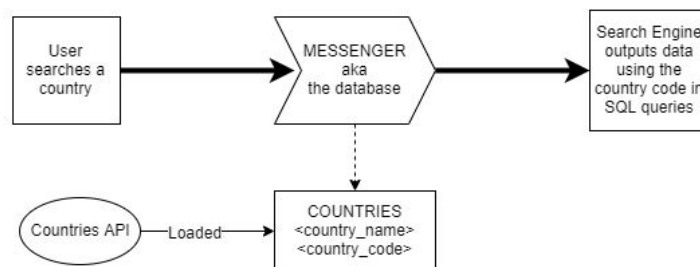 User
searches a
country
MESSENGER
aka
the database
Search Engine
outputs data
using the
country code in
SQL queries
Countries API
Loaded
COUNTRIES
<country_name>
<country_code>